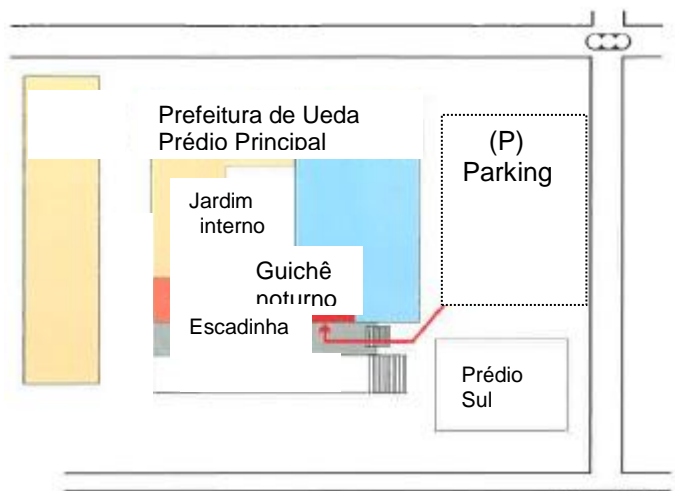 Prefeitura de Ueda
Prédio Principal
(P)
Parking
Jardim
interno
Guichê
noturno
Escadinha
Prédio
Sul